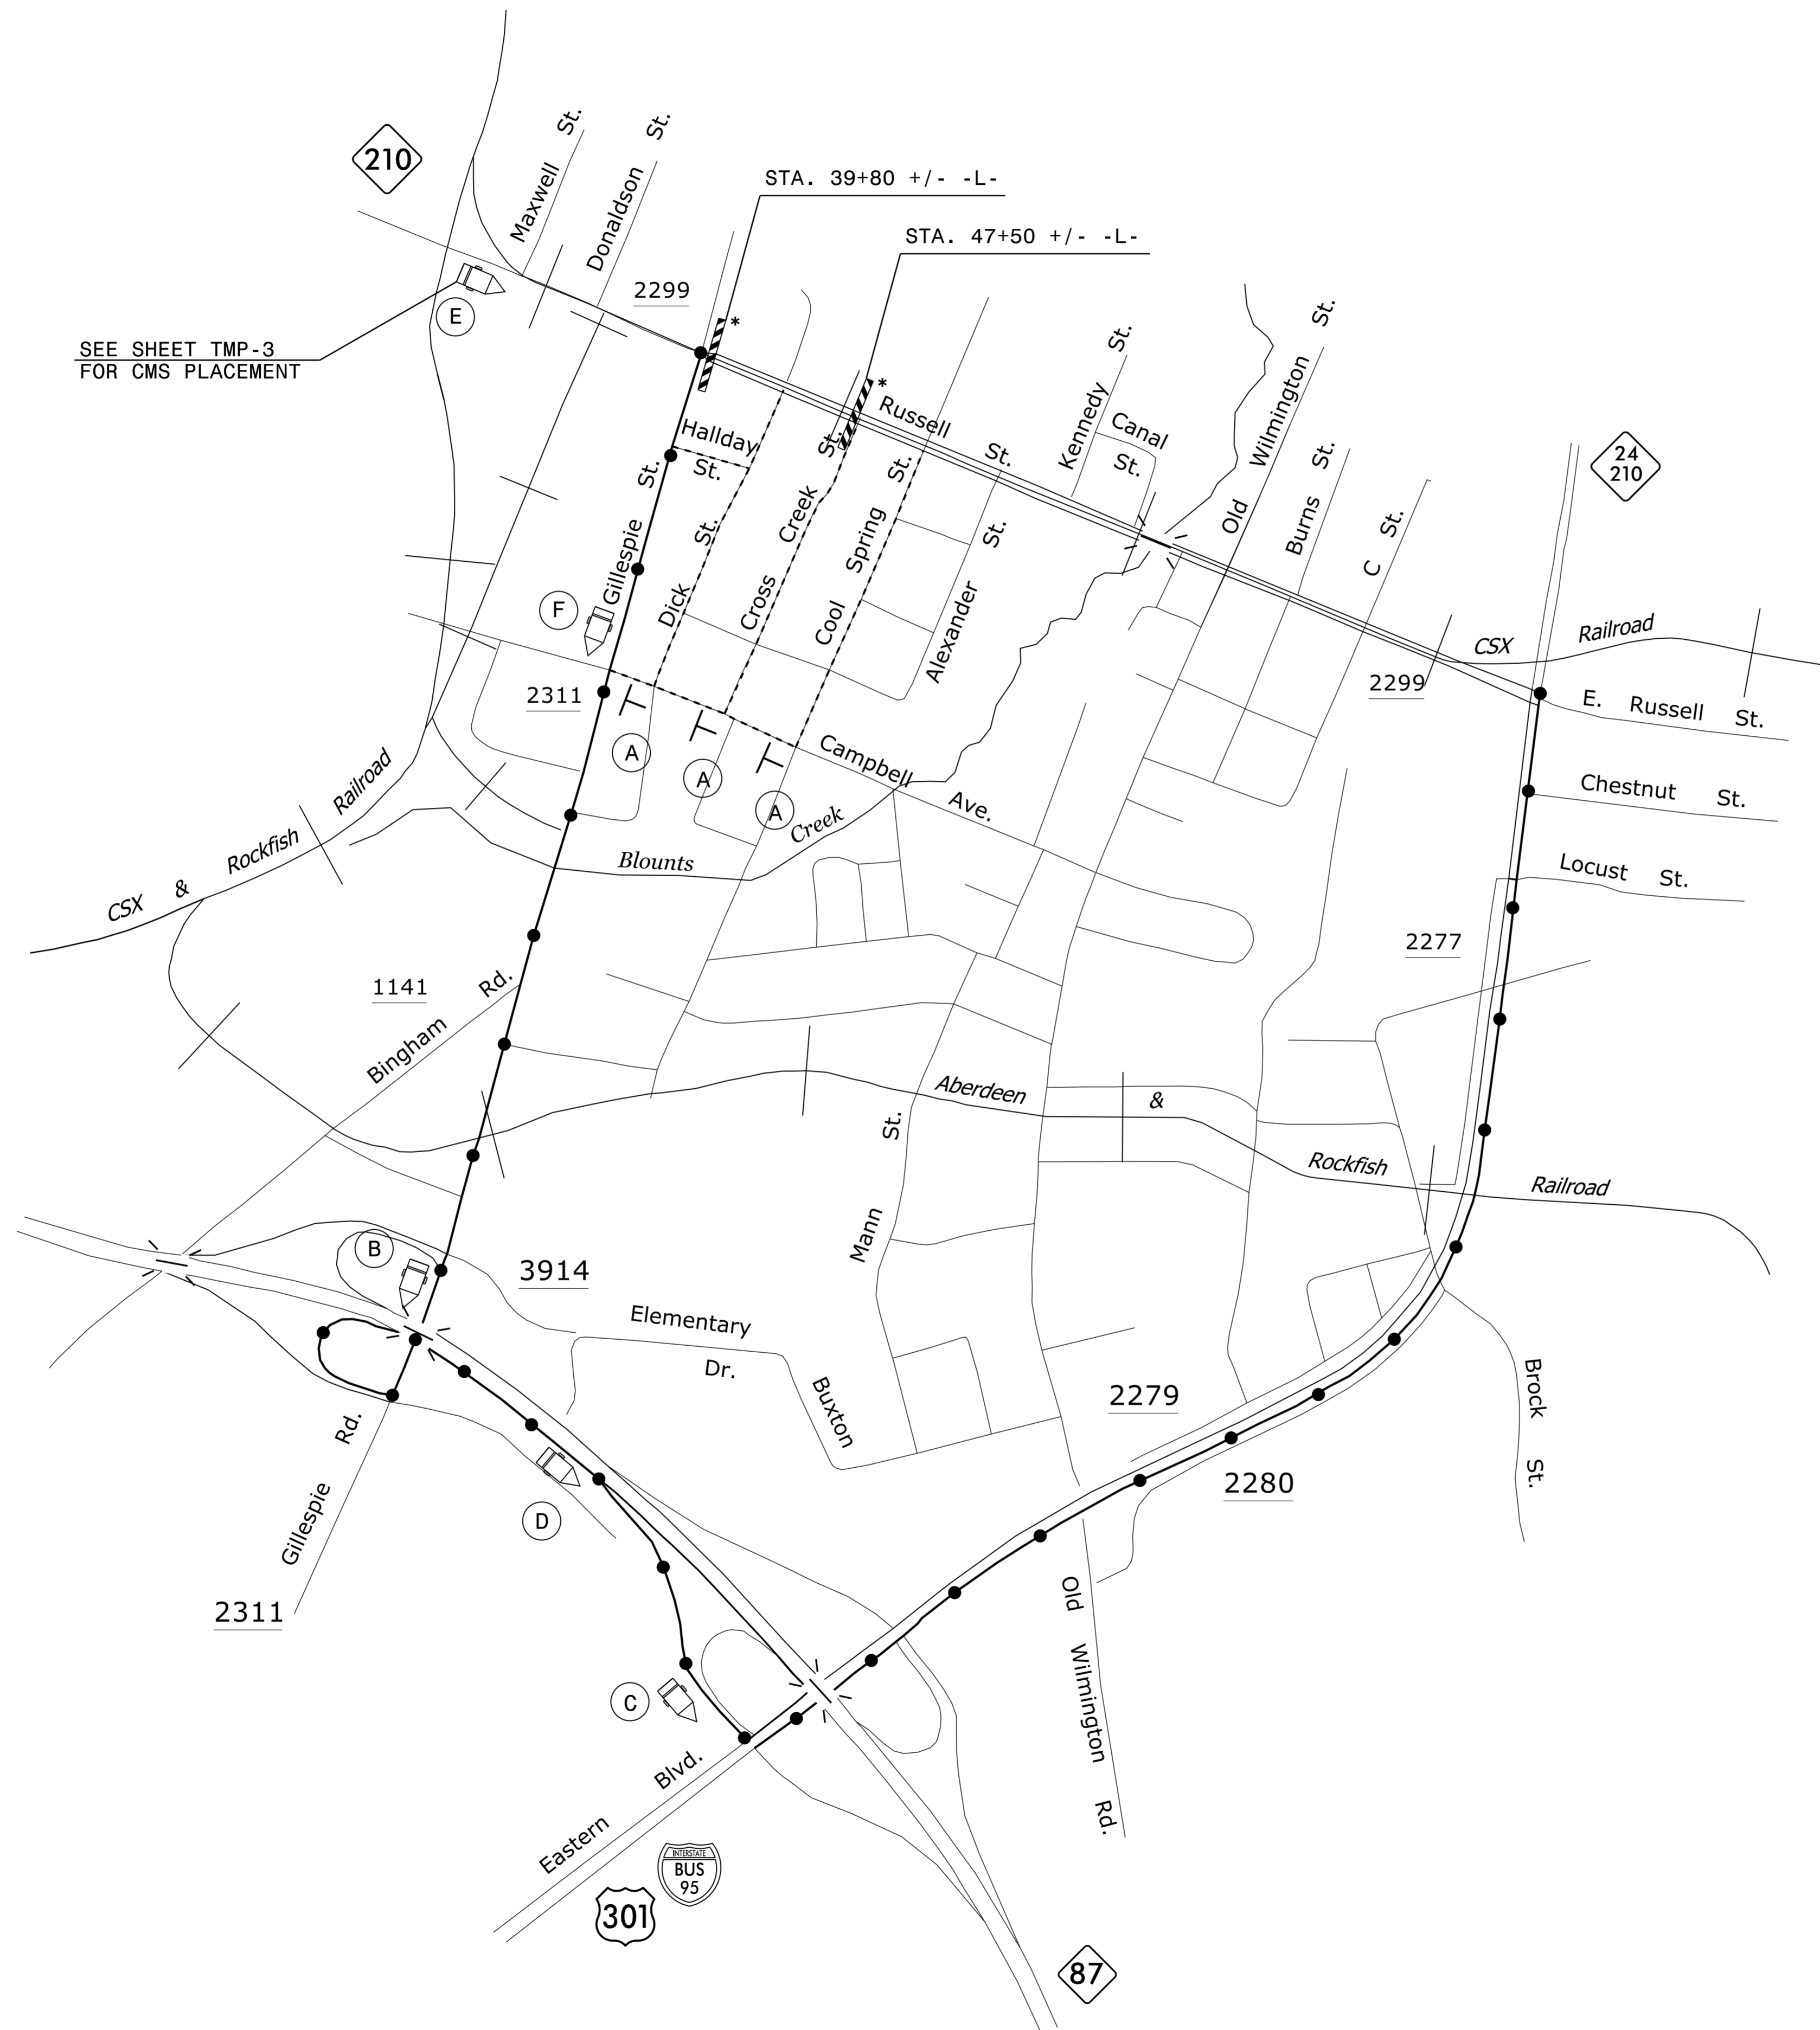 210
Maxwell St.
Donaldson St.
STA. 39+80 +/- -L-
STA. 47+50 +/- -L-
2299
E
SEE SHEET TMP-3
FOR CMS PLACEMENT
*
*
Russell St.
Hallday
St.
Gillespie St.
Dick St.
Cross Creek St.
Cool Spring St.
Alexander St.
Kennedy St.
Canal
St.
Old Wilmington St.
Burns St.
C St.
24
210
CSX Railroad
2299
E. Russell St.
Chestnut St.
Locust St.
F
2311
A
A
A
Campbell Ave.
Blounts Creek
CSX & Rockfish Railroad
2277
1141
Bingham Rd.
Aberdeen & Rockfish Railroad
Mann St.
B
3914
Elementary
Dr.
Buxton
2279
2280
Brock St.
Gillespie Rd.
2311
D
C
Old Wilmington Rd.
Eastern Blvd.
INTERSTATE
BUS
95
301
87